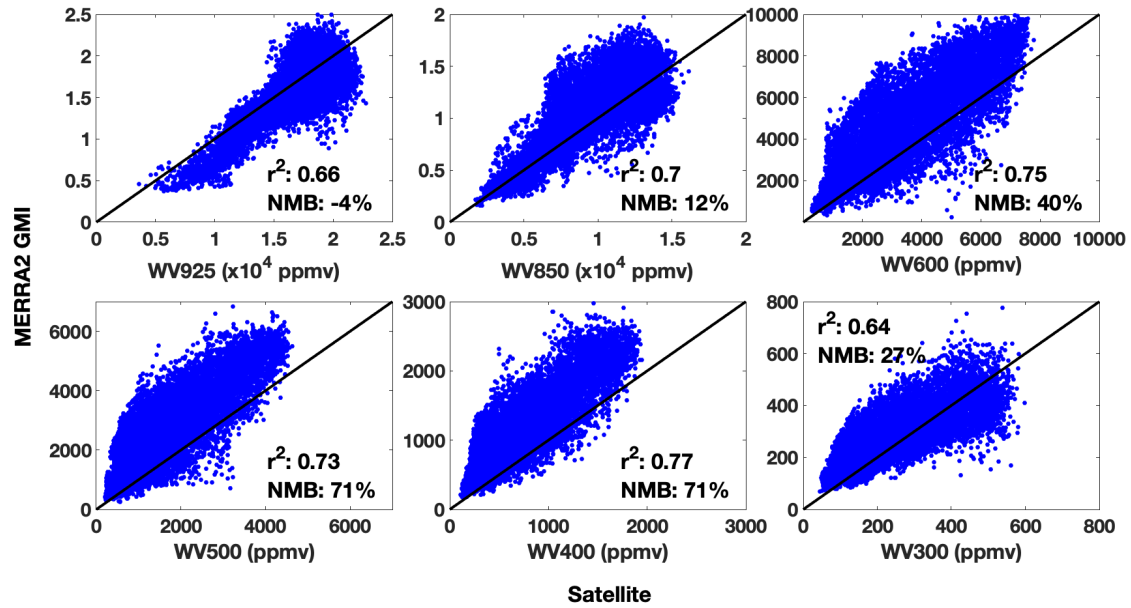 MERRA2 GMI
2.5
2
1.5
1
0.5
0
0 0.5 1 1.5 2 2.5
r²: 0.66
NMB: -4%
WV925 (x10⁴ ppmv)
2
1.5
1
0.5
0
0 0.5 1 1.5 2
r²: 0.7
NMB: 12%
WV850 (x10⁴ ppmv)
10000
8000
6000
4000
2000
2000 4000 6000 8000 10000
r²: 0.75
NMB: 40%
WV600 (ppmv)
6000
4000
2000
0
0 2000 4000 6000
r²: 0.73
NMB: 71%
WV500 (ppmv)
3000
2000
1000
0
0 1000 2000 3000
r²: 0.77
NMB: 71%
WV400 (ppmv)
800
600
400
200
0
0 200 400 600 800
r²: 0.64
NMB: 27%
WV300 (ppmv)
Satellite